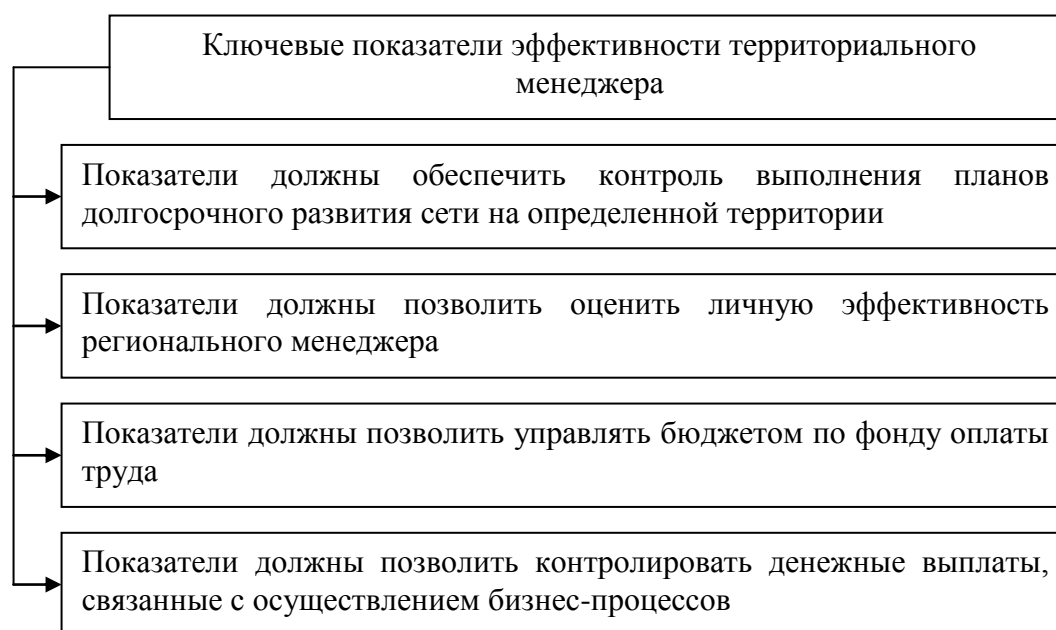 Ключевые показатели эффективности территориального
менеджера
Показатели должны обеспечить контроль выполнения планов
долгосрочного развития сети на определенной территории
Показатели должны позволить оценить личную эффективность
регионального менеджера
Показатели должны позволить управлять бюджетом по фонду оплаты
труда
Показатели должны позволить контролировать денежные выплаты,
связанные с осуществлением бизнес-процессов